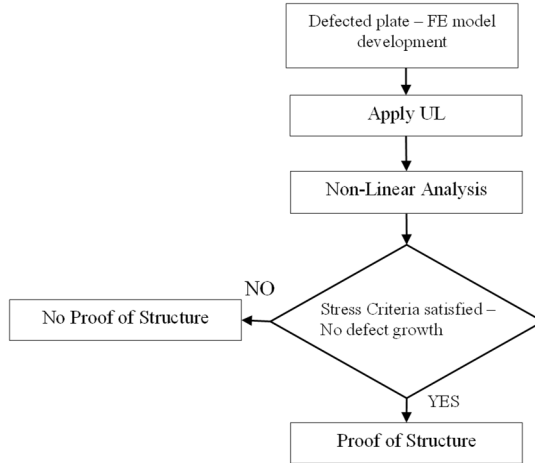 Defected plate – FE model
development
Apply UL
Non-Linear Analysis
Stress Criteria satisfied –
No defect growth
NO
No Proof of Structure
YES
Proof of Structure